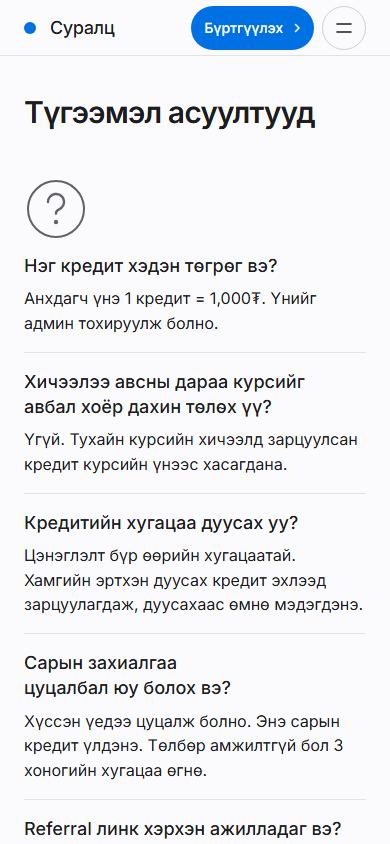 Суралц
Бүртгүүлэх
Түгээмэл асуултууд
?
Нэг кредит хэдэн төгрөг вэ?
Анхдагч үнэ 1 кредит = 1,000₮. Үнийг
админ тохируулж болно.
Хичээлээ авсны дараа курсийг
авбал хоёр дахин төлөх үү?
Үгүй. Тухайн курсийн хичээлд зарцуулсан
кредит курсийн үнээс хасагдана.
Кредитийн хугацаа дуусах уу?
Цэнэглэлт бүр өөрийн хугацаатай.
Хамгийн эртхэн дуусах кредит эхлээд
зарцуулагдаж, дуусахаас өмнө мэдэгдэнэ.
Сарын захиалгаа
цуцалбал юу болох вэ?
Хүссэн үедээ цуцалж болно. Энэ сарын
кредит үлдэнэ. Төлбөр амжилтгүй бол 3
хоногийн хугацаа өгнө.
Referral линк хэрхэн ажилладаг вэ?